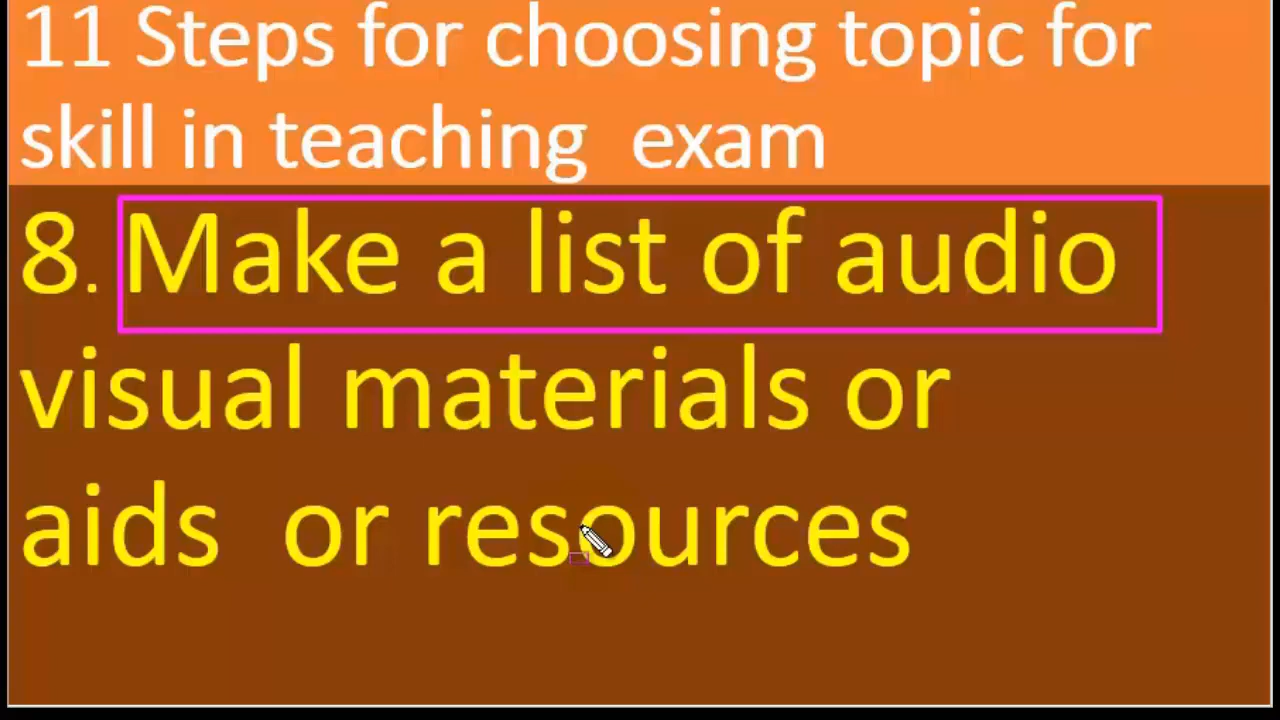 11 Steps for choosing topic for
skill in teaching  exam
8. Make a list of audio
visual materials or
aids  or resources